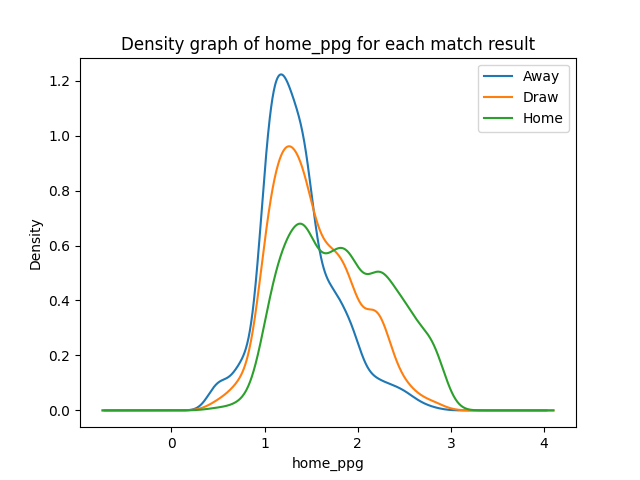 Density graph of home_ppg for each match result
Away
Draw
Home
1.2
1.0
0.8
0.6
0.4
0.2
0.0
Density
0 1 2 3 4
home_ppg